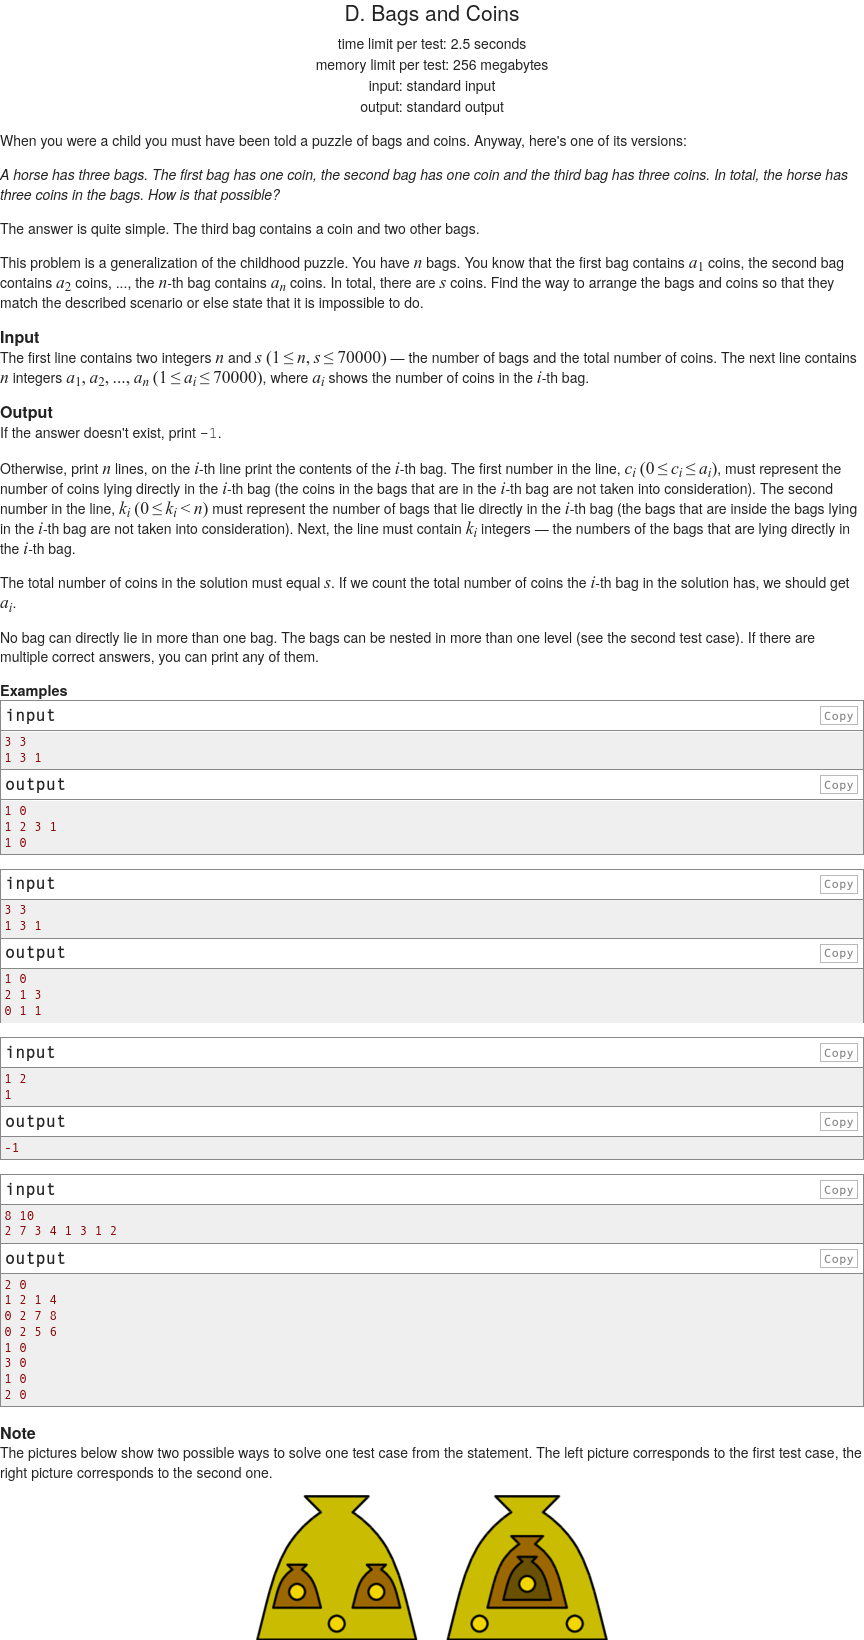 D. Bags and Coins
time limit per test: 2.5 seconds
memory limit per test: 256 megabytes
input: standard input
output: standard output
When you were a child you must have been told a puzzle of bags and coins. Anyway, here's one of its versions:
A horse has three bags. The first bag has one coin, the second bag has one coin and the third bag has three coins. In total, the horse has
three coins in the bags. How is that possible?
The answer is quite simple. The third bag contains a coin and two other bags.
This problem is a generalization of the childhood puzzle. You have n bags. You know that the first bag contains a₁ coins, the second bag
contains a₂ coins, ..., the n-th bag contains aₙ coins. In total, there are s coins. Find the way to arrange the bags and coins so that they
match the described scenario or else state that it is impossible to do.
Input
The first line contains two integers n and s (1 ≤ n, s ≤ 70000) — the number of bags and the total number of coins. The next line contains
n integers a₁, a₂, ..., aₙ (1 ≤ aᵢ ≤ 70000), where aᵢ shows the number of coins in the i-th bag.
Output
If the answer doesn't exist, print -1.
Otherwise, print n lines, on the i-th line print the contents of the i-th bag. The first number in the line, cᵢ (0 ≤ cᵢ ≤ aᵢ), must represent the
number of coins lying directly in the i-th bag (the coins in the bags that are in the i-th bag are not taken into consideration). The second
number in the line, kᵢ (0 ≤ kᵢ < n) must represent the number of bags that lie directly in the i-th bag (the bags that are inside the bags lying
in the i-th bag are not taken into consideration). Next, the line must contain kᵢ integers — the numbers of the bags that are lying directly in
the i-th bag.
The total number of coins in the solution must equal s. If we count the total number of coins the i-th bag in the solution has, we should get
aᵢ.
No bag can directly lie in more than one bag. The bags can be nested in more than one level (see the second test case). If there are
multiple correct answers, you can print any of them.
Examples
input Copy
3 3
1 3 1
output Copy
1 0
1 2 3 1
1 0
input Copy
3 3
1 3 1
output Copy
1 0
2 1 3
0 1 1
input Copy
1 2
1
output Copy
-1
input Copy
8 10
2 7 3 4 1 3 1 2
output Copy
2 0
1 2 1 4
0 2 7 8
0 2 5 6
1 0
3 0
1 0
2 0
Note
The pictures below show two possible ways to solve one test case from the statement. The left picture corresponds to the first test case, the
right picture corresponds to the second one.